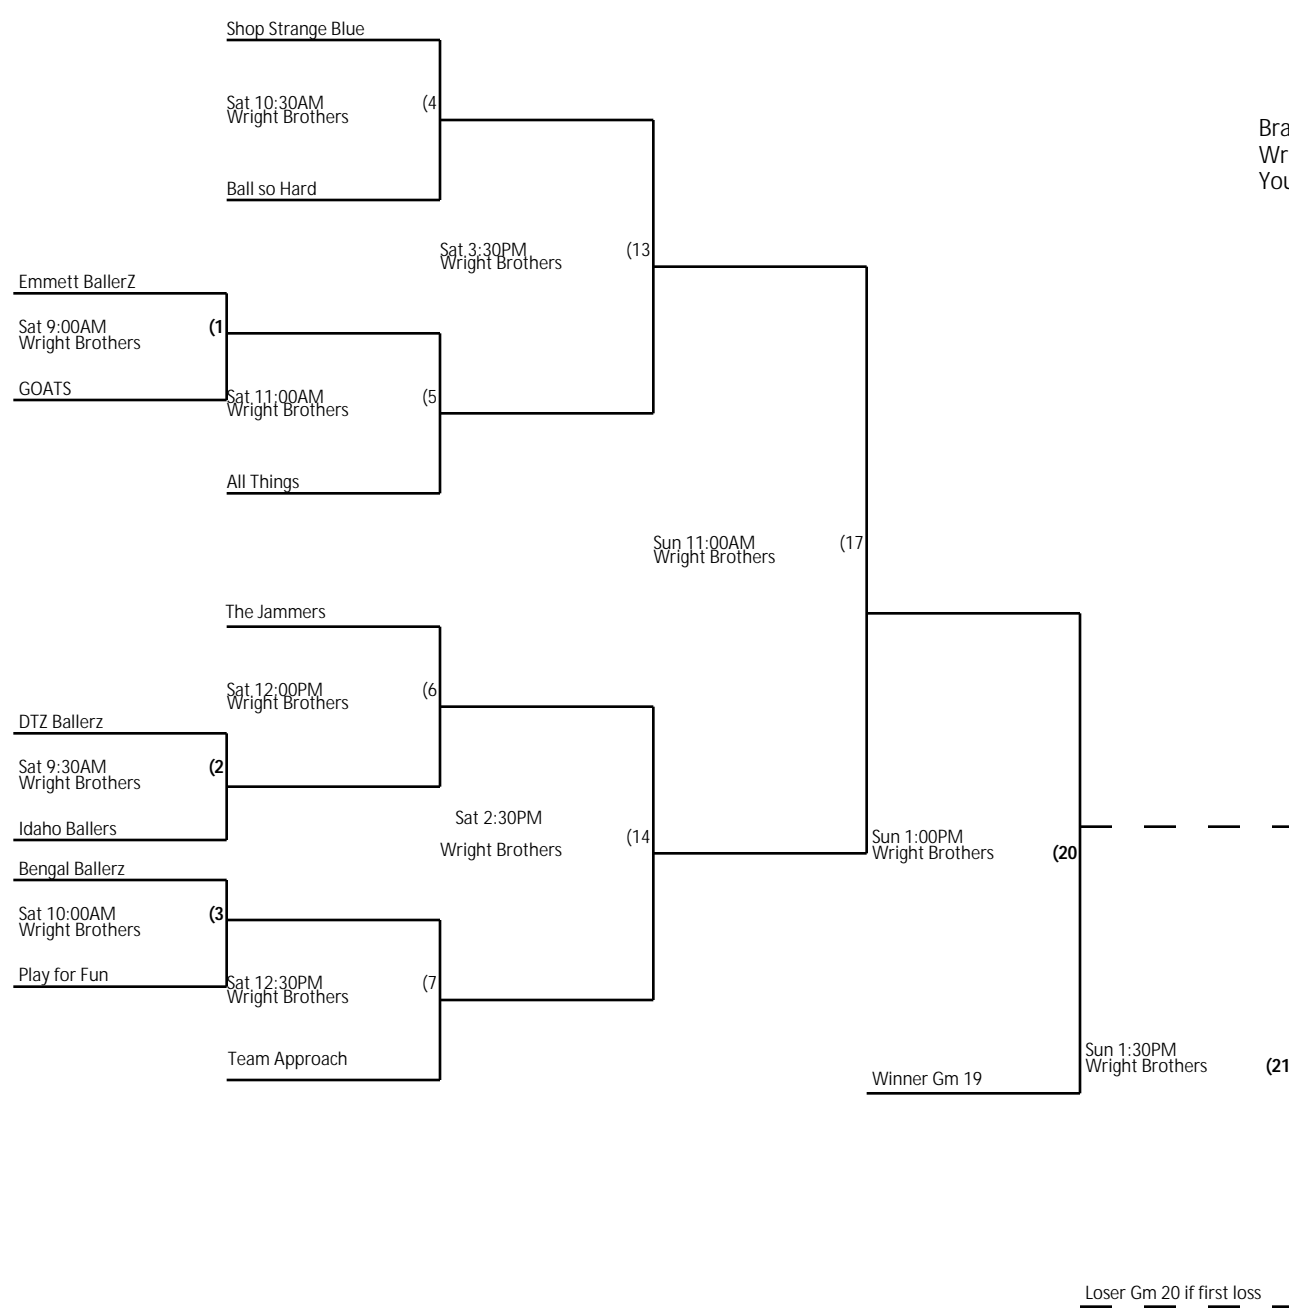 Shop Strange Blue
Sat 10:30AM (4
Wright Brothers
Bra
Wr
You
Ball so Hard
Sat 3:30PM (13
Wright Brothers
Emmett BallerZ
Sat 9:00AM (1
Wright Brothers
GOATS
Sat 11:00AM (5
Wright Brothers
All Things
Sun 11:00AM (17
Wright Brothers
The Jammers
Sat 12:00PM (6
Wright Brothers
DTZ Ballerz
Sat 9:30AM (2
Wright Brothers
Sat 2:30PM
Idaho Ballers
(14
Wright Brothers
Sun 1:00PM
Wright Brothers (20
Bengal Ballerz
Sat 10:00AM (3
Wright Brothers
Play for Fun
Sat 12:30PM (7
Wright Brothers
Team Approach
Sun 1:30PM
Wright Brothers (21
Winner Gm 19
Loser Gm 20 if first loss